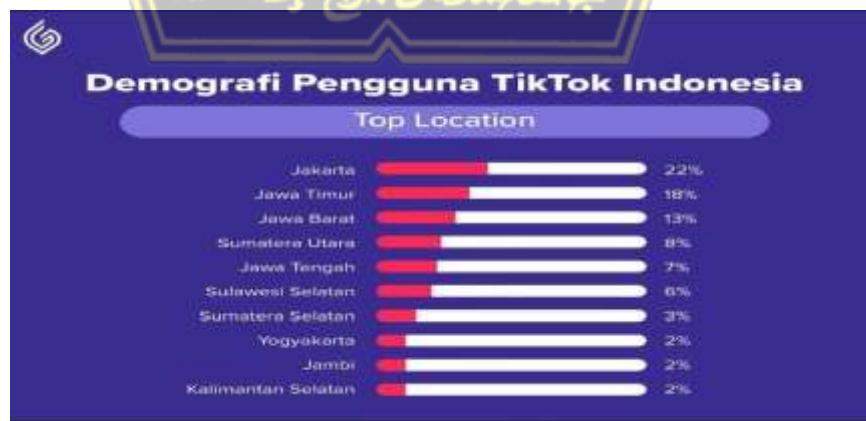 Demografi Pengguna TikTok Indonesia
Top Location
Jakarta 22%
Jawa Timur 18%
Jawa Barat 13%
Sumatera Utara 8%
Jawa Tengah 7%
Sulawesi Selatan 6%
Sumatera Selatan 3%
Yogyakarta 2%
Jambi 2%
Kalimantan Selatan 2%